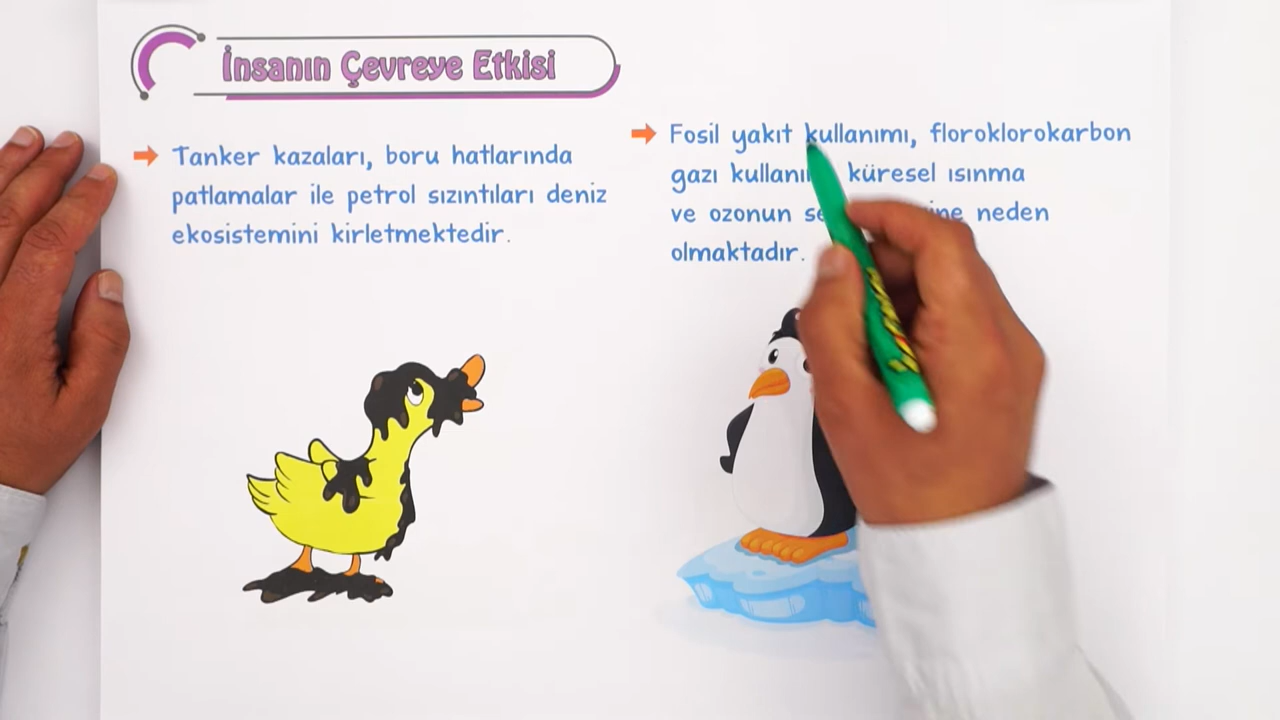 İnsanın Çevreye Etkisi
Tanker kazaları, boru hatlarında
patlamalar ile petrol sızıntıları deniz
ekosistemini kirletmektedir.
Fosil yakıt kullanımı, floroklorokarbon
gazı küresel ısınma
ve ozonun neden
olmaktadır.